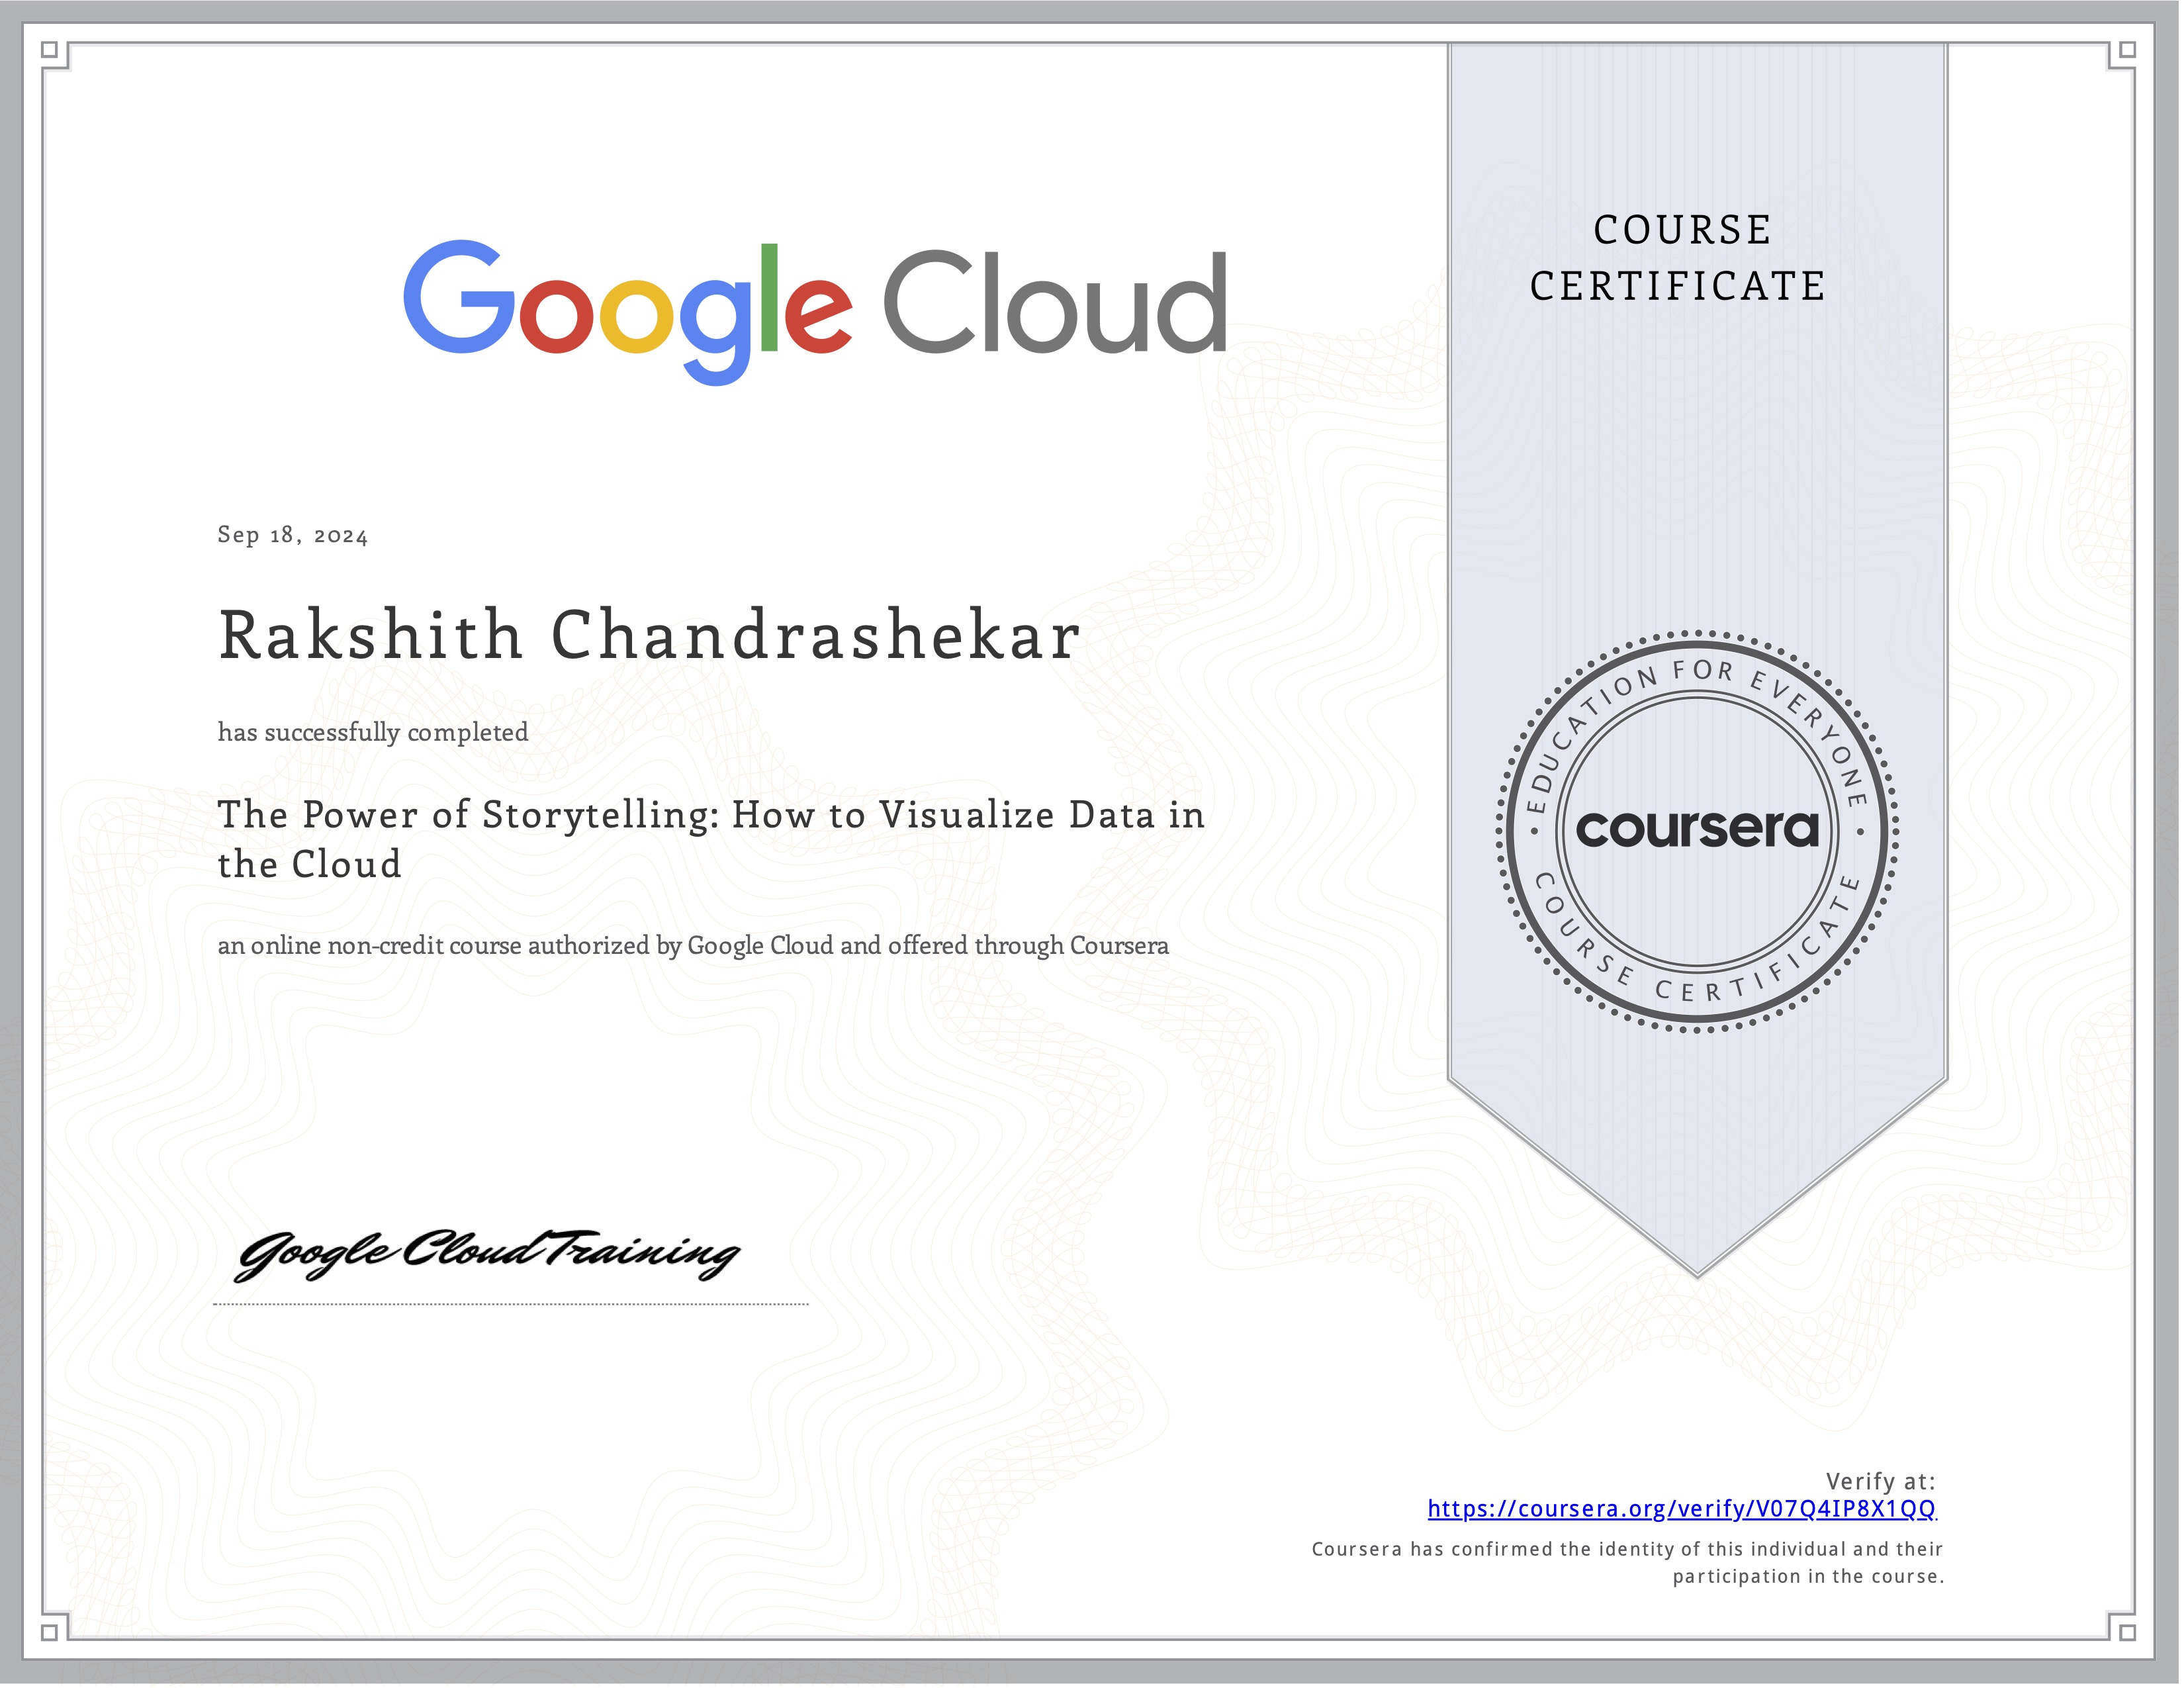 Google Cloud
COURSE
CERTIFICATE
Sep 18, 2024
Rakshith Chandrashekar
has successfully completed
The Power of Storytelling: How to Visualize Data in
the Cloud
an online non-credit course authorized by Google Cloud and offered through Coursera
EDUCATION FOR EVERYONE
coursera
COURSE CERTIFICATE
Google Cloud Training
Verify at:
https://coursera.org/verify/V07Q4IP8X1QQ
Coursera has confirmed the identity of this individual and their
participation in the course.